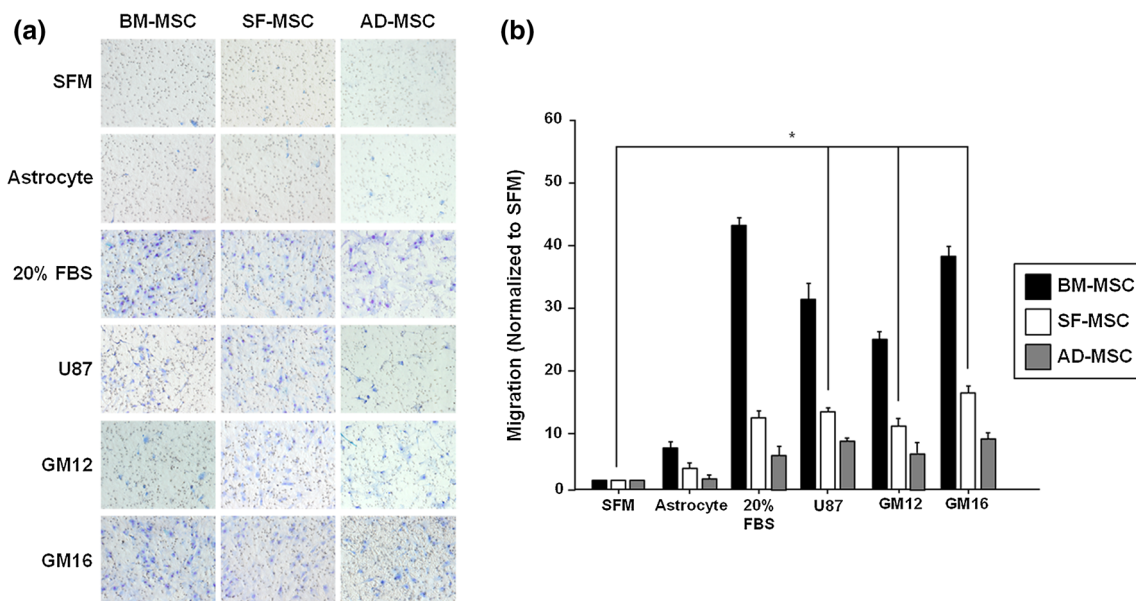 (a)
BM-MSC SF-MSC AD-MSC
SFM
Astrocyte
20% FBS
U87
GM12
GM16
(b)
Migration (Normalized to SFM)
60
50
40
30
20
10
0
*
SFM Astrocyte 20% FBS U87 GM12 GM16
BM-MSC
SF-MSC
AD-MSC